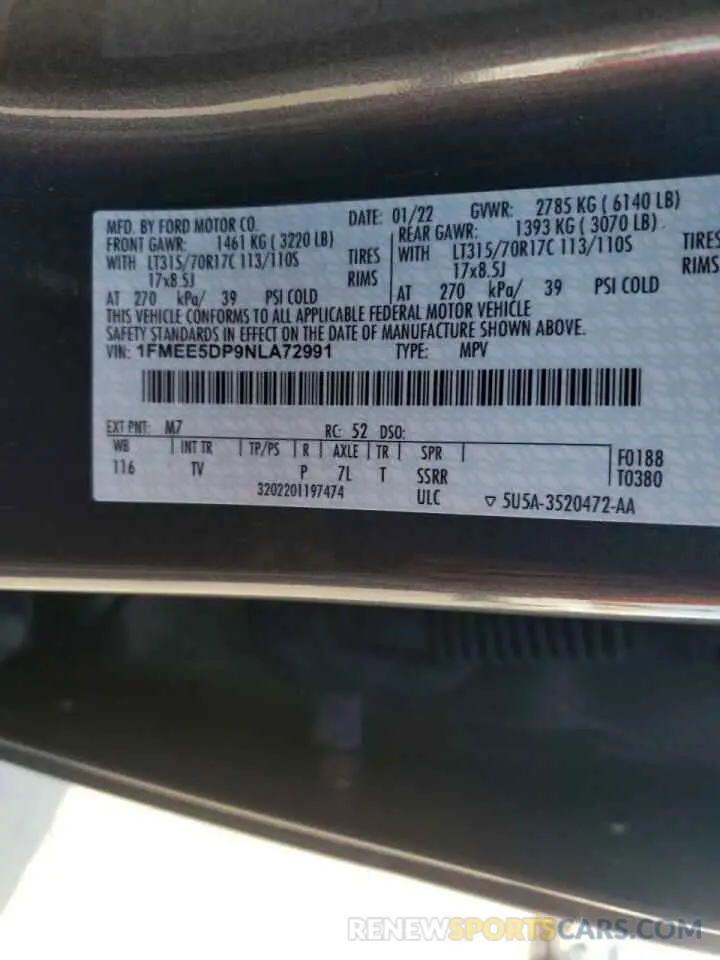 MFD. BY FORD MOTOR CO. DATE: 01/22 GVWR: 2785 KG ( 6140 LB)
FRONT GAWR: 1461 KG ( 3220 LB) REAR GAWR: 1393 KG ( 3070 LB)
WITH LT315/70R17C 113/110S TIRES WITH LT315/70R17C 113/110S TIRES
17x8.5J RIMS 17x8.5J RIMS
AT 270 kPa/ 39 PSI COLD AT 270 kPa/ 39 PSI COLD
THIS VEHICLE CONFORMS TO ALL APPLICABLE FEDERAL MOTOR VEHICLE
SAFETY STANDARDS IN EFFECT ON THE DATE OF MANUFACTURE SHOWN ABOVE.
VIN: 1FMEE5DP9NLA72991 TYPE: MPV
EXT PNT: M7 RC: 52 DSO:
WB INT TR TP/PS R AXLE TR SPR F0188
116 TV P 7L T SSRR T0380
3202201197474 ULC ▽ 5U5A-3520472-AA
RENEWSPORTSCARS.COM